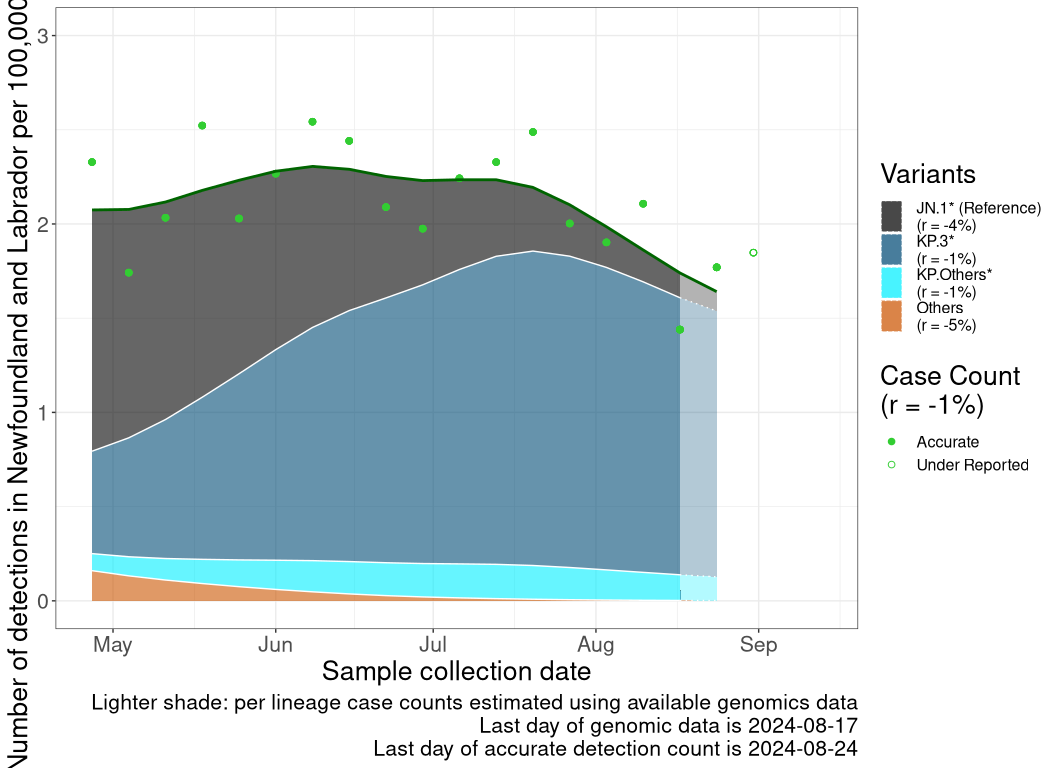 Number of detections in Newfoundland and Labrador per 100,000
3
2
1
0
May Jun Jul Aug Sep
Sample collection date
Lighter shade: per lineage case counts estimated using available genomics data
Last day of genomic data is 2024-08-17
Last day of accurate detection count is 2024-08-24
Variants
JN.1* (Reference)
(r = -4%)
KP.3*
(r = -1%)
KP.Others*
(r = -1%)
Others
(r = -5%)
Case Count
(r = -1%)
Accurate
Under Reported